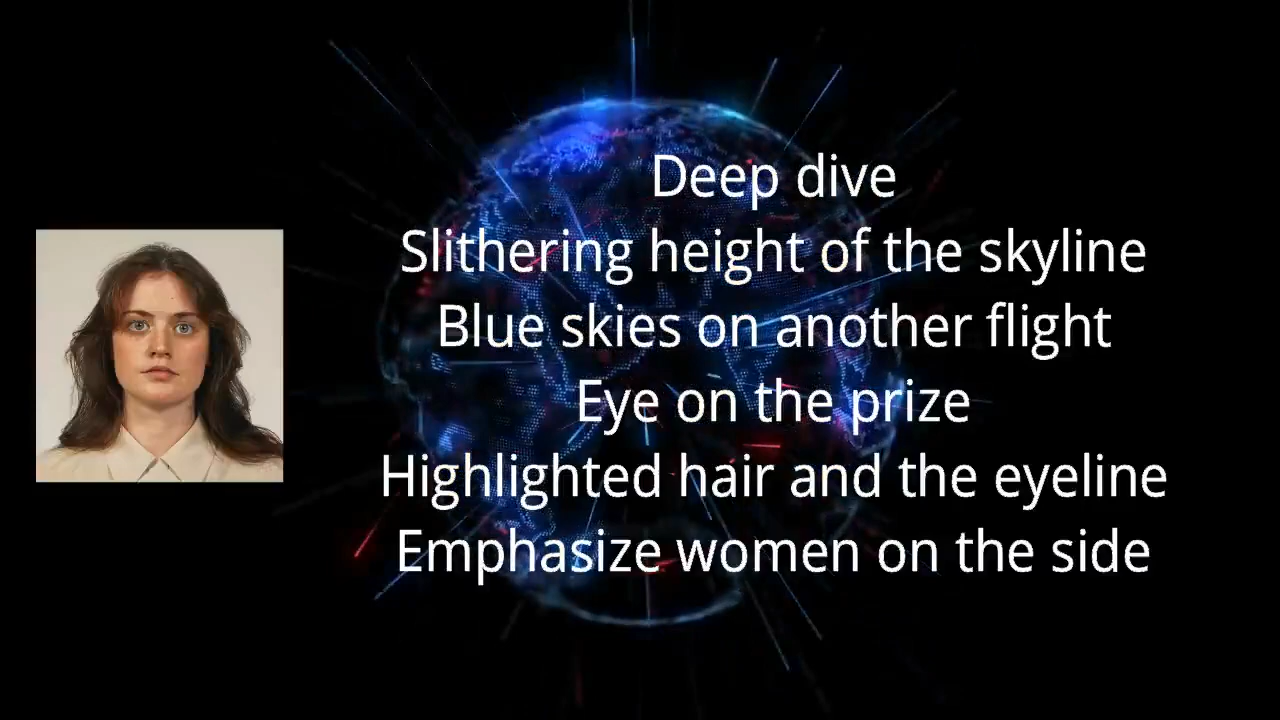 Deep dive
Slithering height of the skyline
Blue skies on another flight
Eye on the prize
Highlighted hair and the eyeline
Emphasize women on the side